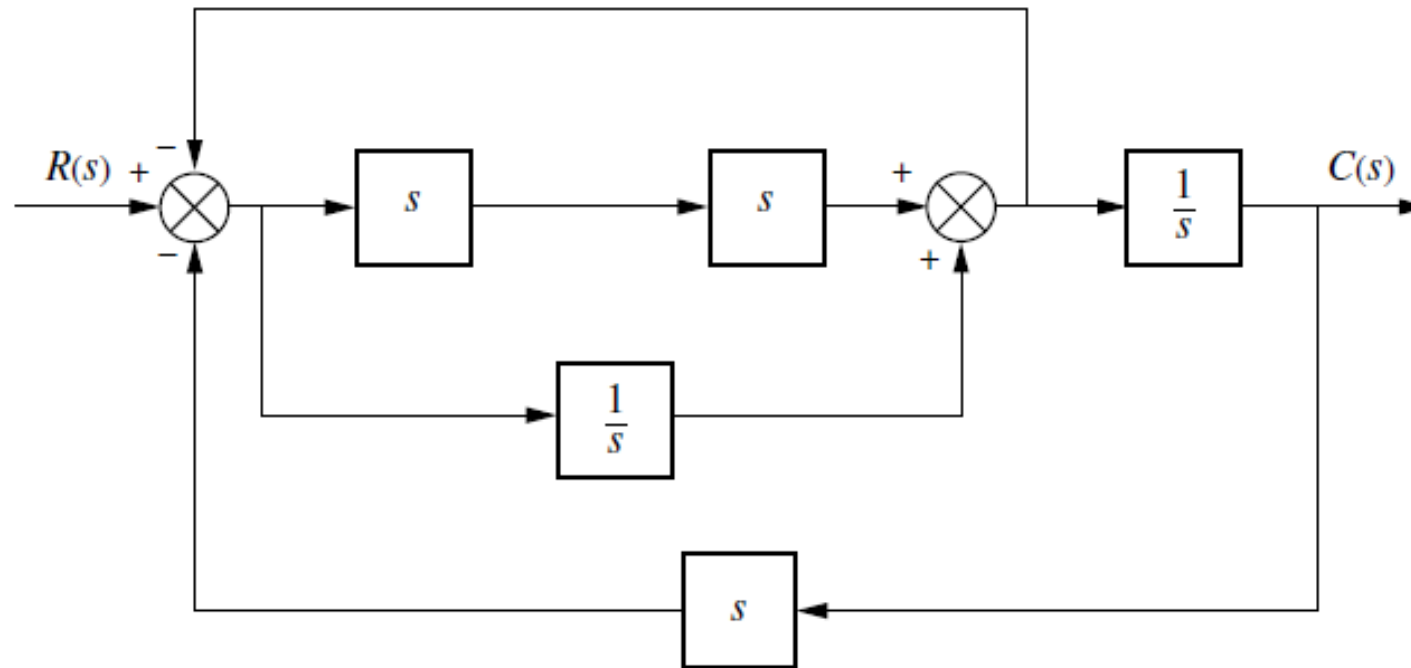 −
R(s) + − s s + 1/s C(s)
− +
1/s
s